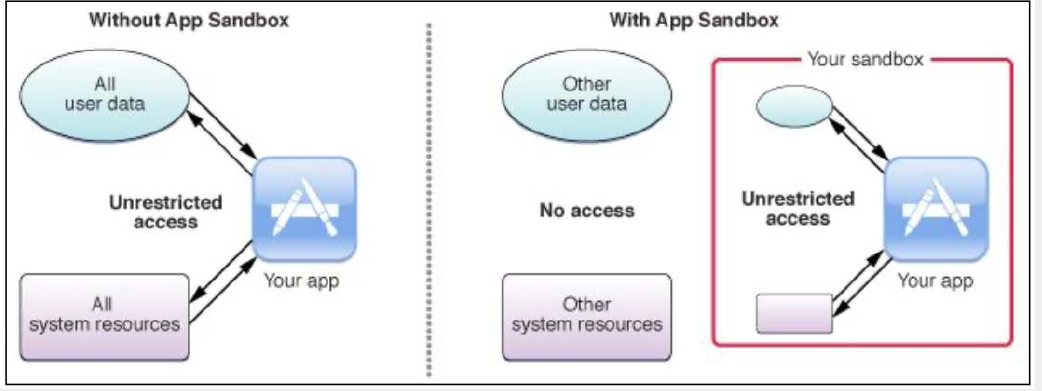 Without App Sandbox
All
user data
Unrestricted
access
Your app
All
system resources
With App Sandbox
Other
user data
No access
Other
system resources
Your sandbox
Unrestricted
access
Your app